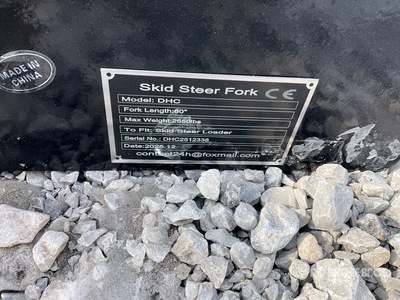 MADE IN
CHINA
Skid Steer Fork CE
Model: DHC
Fork Length:60"
Max Weight:2650lbs
To Fit: Skid Steer Loader
Serial No.: DHC2512338
Date:2025.12
contact24h@foxmail.com